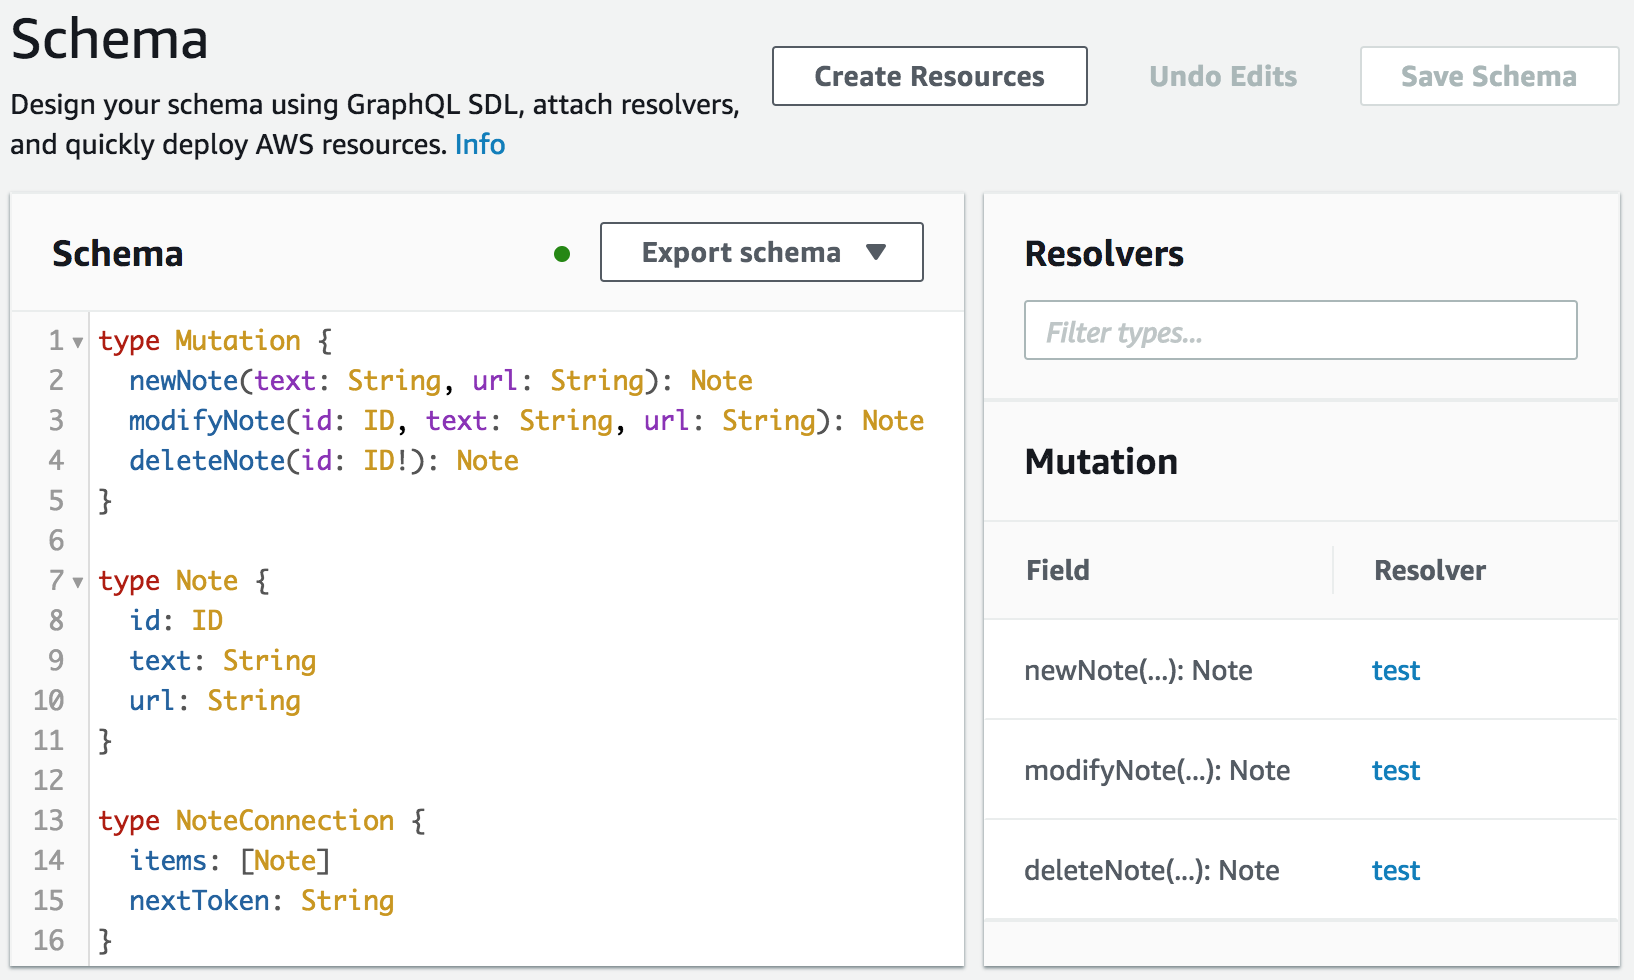 Schema
Design your schema using GraphQL SDL, attach resolvers,
and quickly deploy AWS resources. Info
Create Resources
Undo Edits
Save Schema
Schema
Export schema
1 type Mutation {
2 newNote(text: String, url: String): Note
3 modifyNote(id: ID, text: String, url: String): Note
4 deleteNote(id: ID!): Note
5 }
6
7 type Note {
8 id: ID
9 text: String
10 url: String
11 }
12
13 type NoteConnection {
14 items: [Note]
15 nextToken: String
16 }
Resolvers
Filter types...
Mutation
Field Resolver
newNote(...): Note test
modifyNote(...): Note test
deleteNote(...): Note test